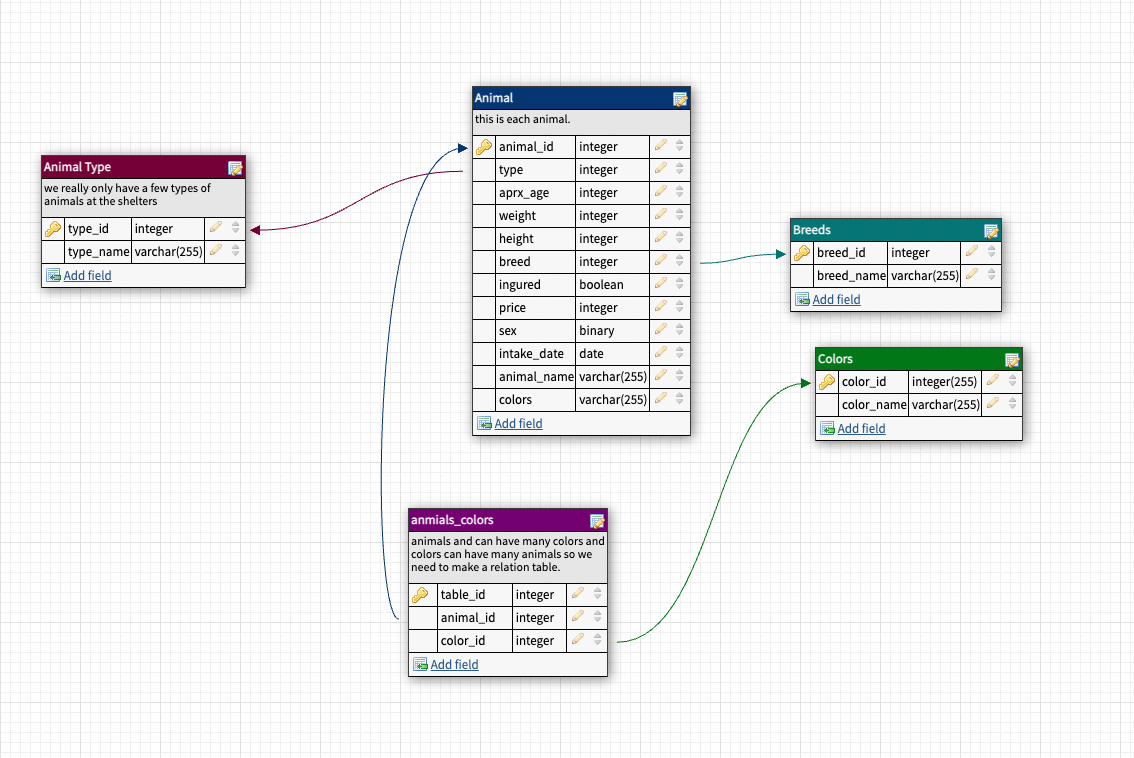 Animal
this is each animal.
animal_id integer
type integer
aprx_age integer
weight integer
height integer
breed integer
ingured boolean
price integer
sex binary
intake_date date
animal_name varchar(255)
colors varchar(255)
Add field
Animal Type
we really only have a few types of
animals at the shelters
type_id integer
type_name varchar(255)
Add field
Breeds
breed_id integer
breed_name varchar(255)
Add field
Colors
color_id integer(255)
color_name varchar(255)
Add field
anmials_colors
animals and can have many colors and
colors can have many animals so we
need to make a relation table.
table_id integer
animal_id integer
color_id integer
Add field